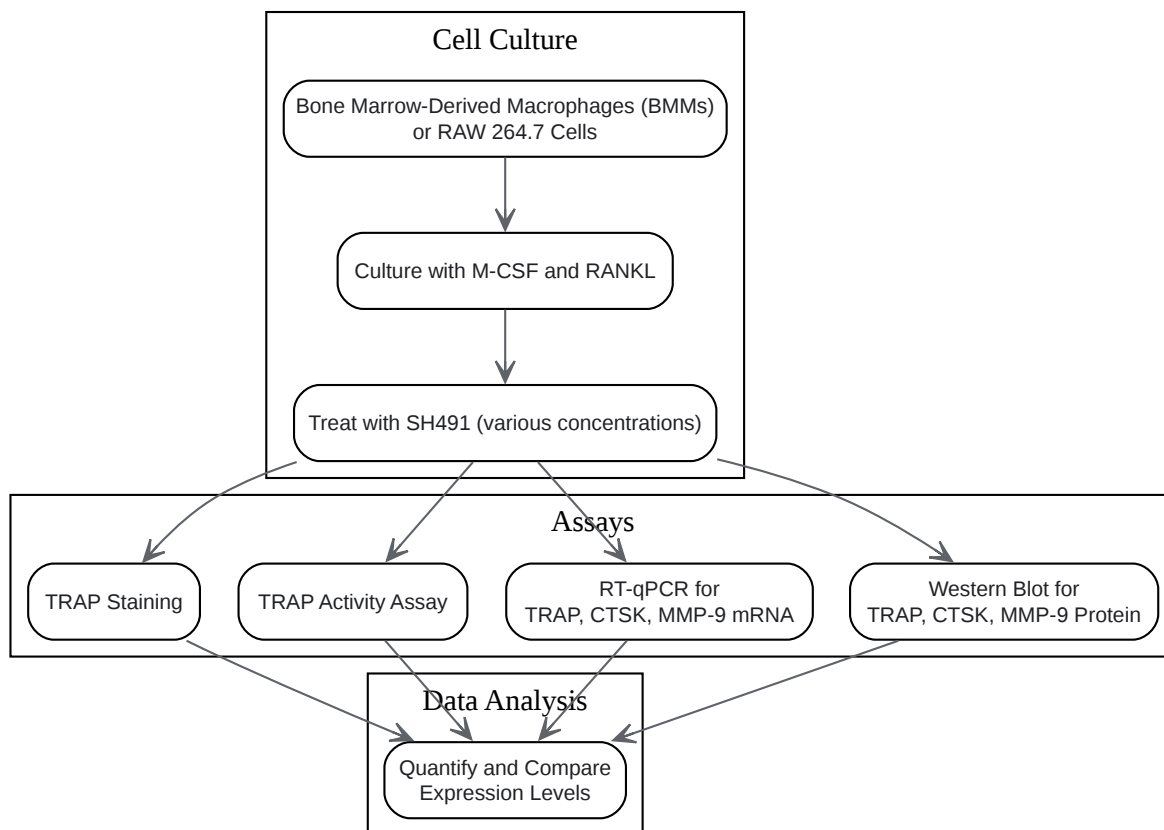 Cell Culture
Bone Marrow-Derived Macrophages (BMMs)
or RAW 264.7 Cells
Culture with M-CSF and RANKL
Treat with SH491 (various concentrations)
Assays
TRAP Staining
TRAP Activity Assay
RT-qPCR for
TRAP, CTSK, MMP-9 mRNA
Western Blot for
TRAP, CTSK, MMP-9 Protein
Data Analysis
Quantify and Compare
Expression Levels